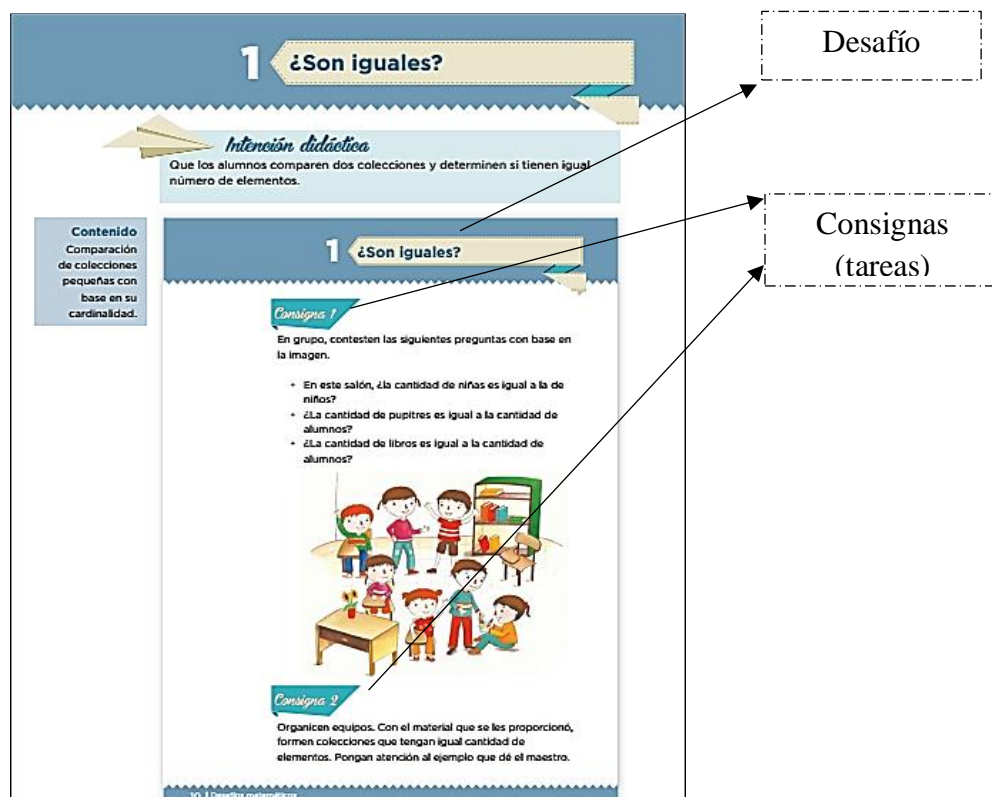 1 ¿Son iguales?
Intención didáctica
Que los alumnos comparen dos colecciones y determinen si tienen igual
número de elementos.
Contenido
Comparación
de colecciones
pequeñas con
base en su
cardinalidad.
1 ¿Son iguales?
Consigna 1
En grupo, contesten las siguientes preguntas con base en
la imagen.
• En este salón, ¿la cantidad de niñas es igual a la de
niños?
• ¿La cantidad de pupitres es igual a la cantidad de
alumnos?
• ¿La cantidad de libros es igual a la cantidad de
alumnos?
Consigna 2
Organicen equipos. Con el material que se les proporcionó,
formen colecciones que tengan igual cantidad de
elementos. Pongan atención al ejemplo que dé el maestro.
10 | Desafíos matemáticos
Desafío
Consignas
(tareas)